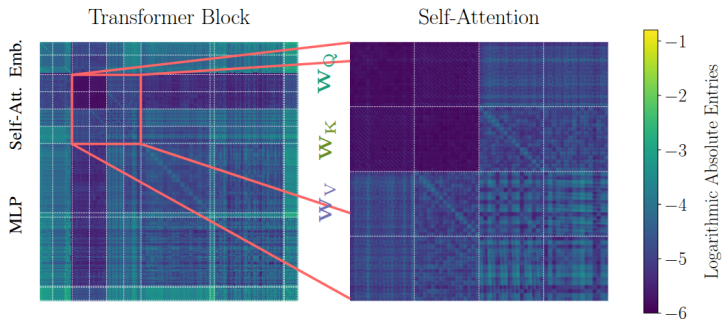 Transformer Block
Self-Attention
Emb.
Self-Att.
MLP
W_Q
W_K
W_V
−1
−2
−3
−4
−5
−6
Logarithmic Absolute Entries